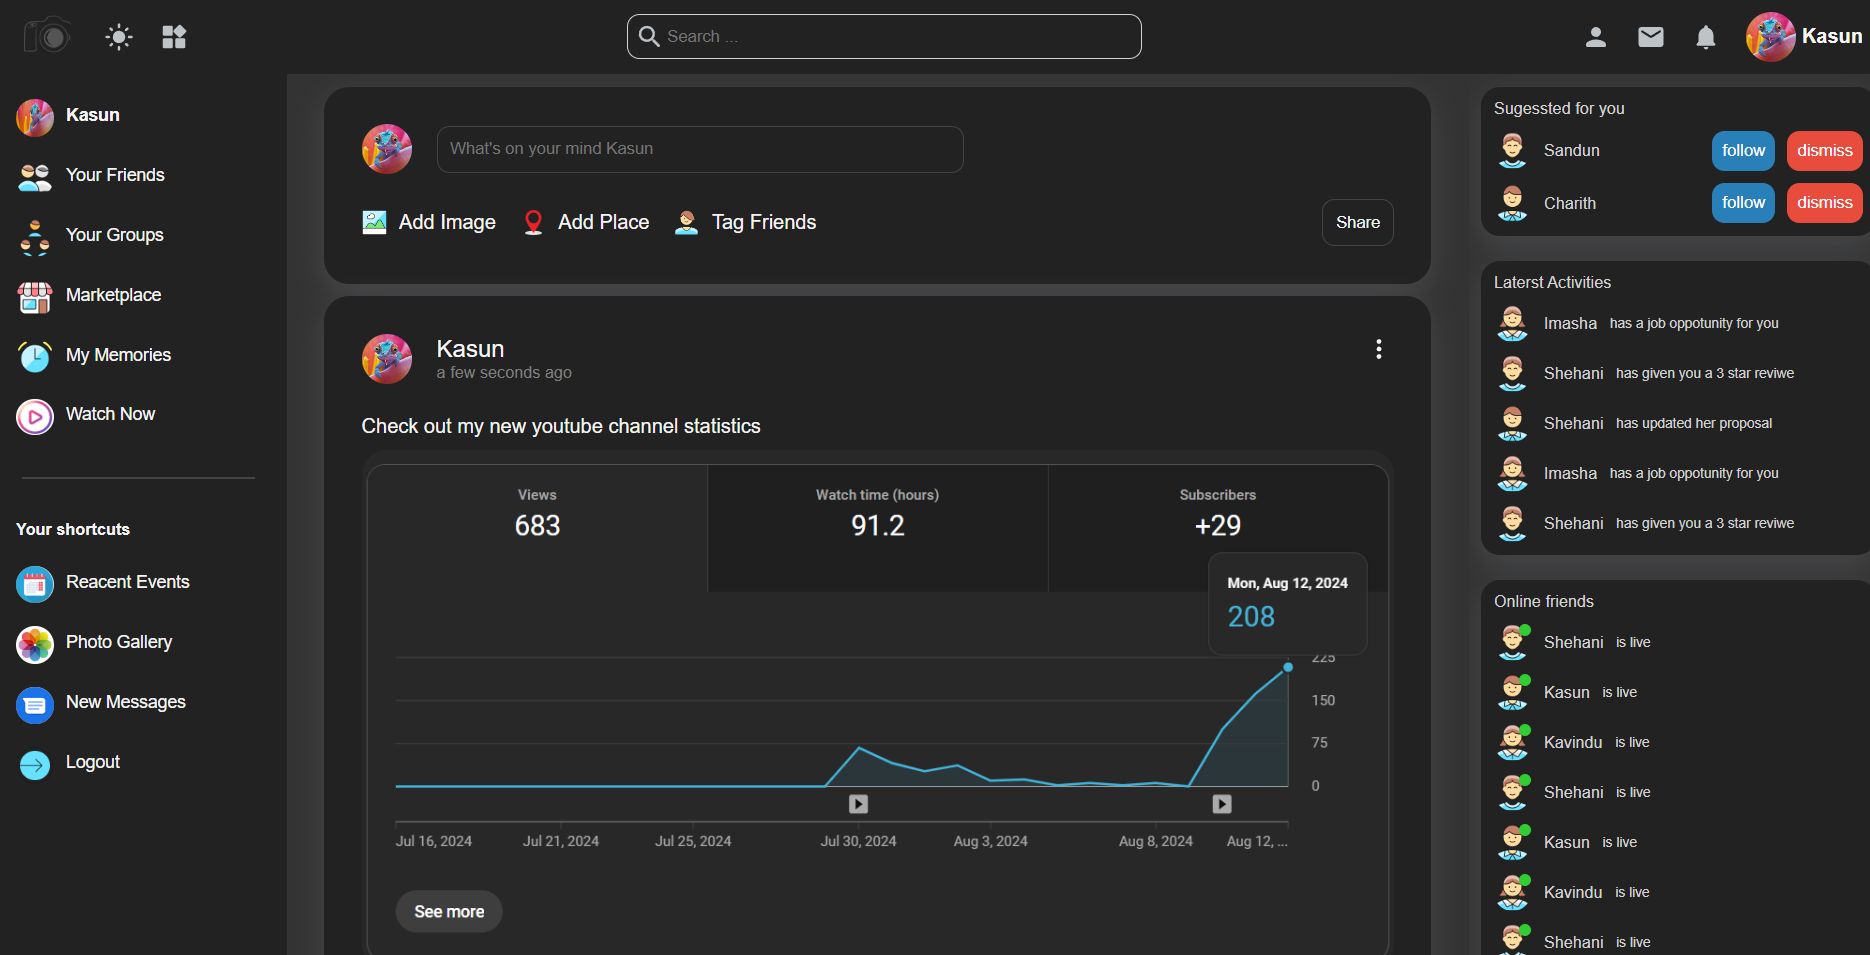 Search ...
Kasun
Kasun
Your Friends
Your Groups
Marketplace
My Memories
Watch Now
Your shortcuts
Reacent Events
Photo Gallery
New Messages
Logout
What's on your mind Kasun
Add Image Add Place Tag Friends
Share
Kasun
a few seconds ago
Check out my new youtube channel statistics
Views
683
Watch time (hours)
91.2
Subscribers
+29
Mon, Aug 12, 2024
208
225
150
75
0
Jul 16, 2024 Jul 21, 2024 Jul 25, 2024 Jul 30, 2024 Aug 3, 2024 Aug 8, 2024 Aug 12, ...
See more
Sugessted for you
Sandun follow dismiss
Charith follow dismiss
Laterst Activities
Imasha has a job oppotunity for you
Shehani has given you a 3 star reviwe
Shehani has updated her proposal
Imasha has a job oppotunity for you
Shehani has given you a 3 star reviwe
Online friends
Shehani is live
Kasun is live
Kavindu is live
Shehani is live
Kasun is live
Kavindu is live
Shehani is live